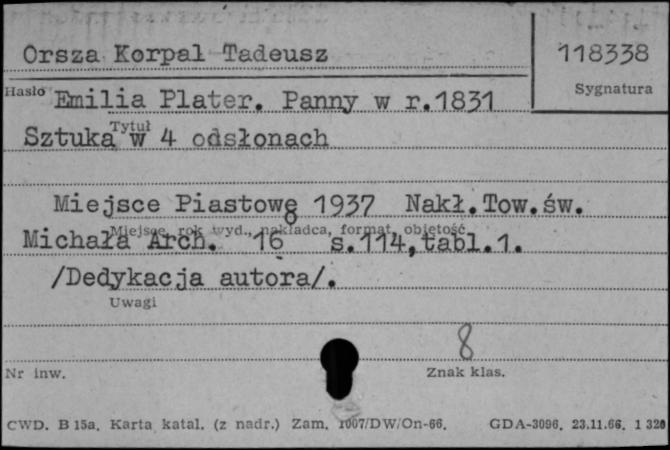 Orsza Korpal Tadeusz
118338
Hasło
Sygnatura
Emilia Plater. Panny w r.1831
Tytuł
Sztuka w 4 odsłonach
Miejsce Piastowe 1937 Nakł.Tow.św.
Miejsce, rok wyd., nakładca, format, objętość
Michała Arch. 16° s.114,tabl.1.
/Dedykacja autora/.
Uwagi
8
Nr inw.
Znak klas.
CWD. B 15a. Karta katal. (z nadr.) Zam. 1007/DW/On-66. GDA-3096. 23.11.66. 1 320